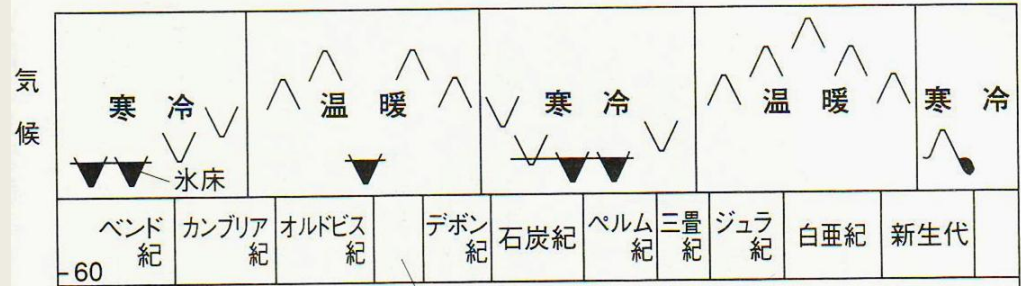 気候
寒冷
温暖
寒冷
温暖
寒冷
氷床
ベンド紀
カンブリア紀
オルドビス紀
デボン紀
石炭紀
ペルム紀
三畳紀
ジュラ紀
白亜紀
新生代
-60